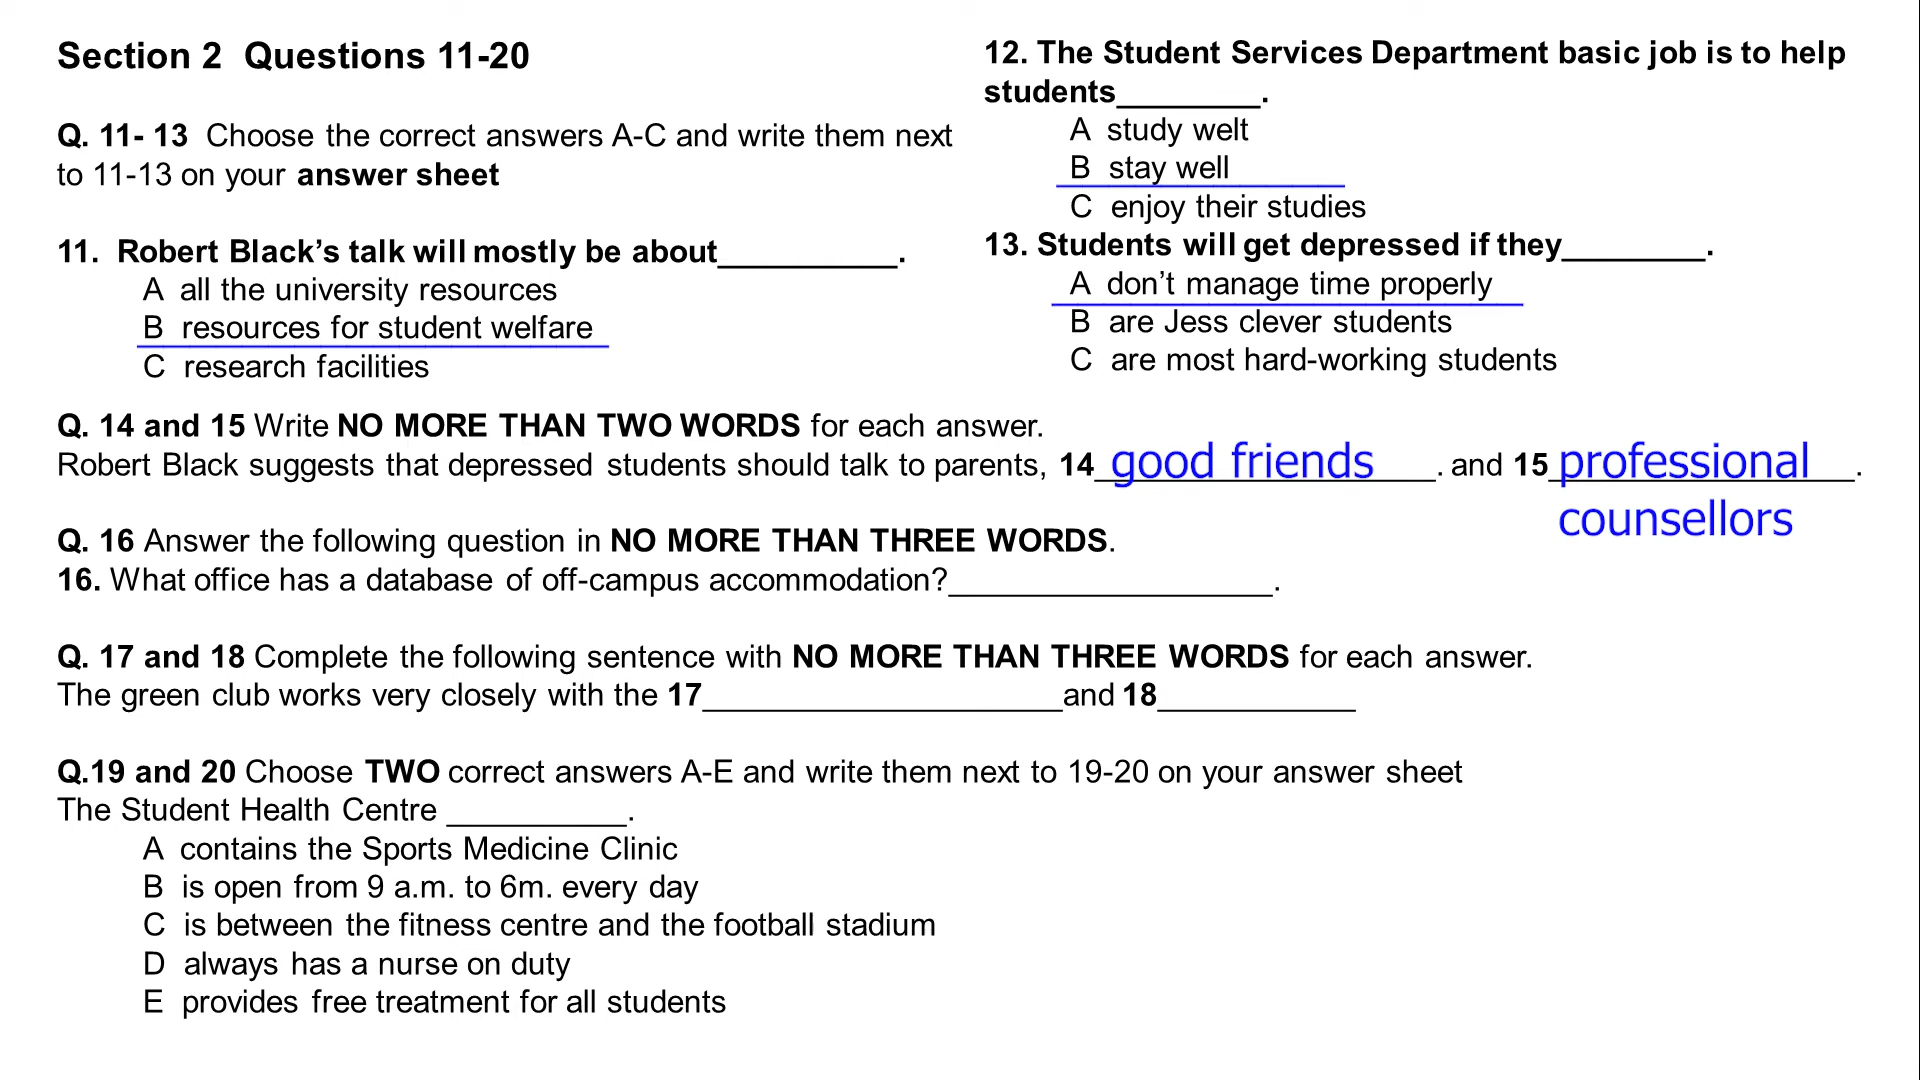 Section 2  Questions 11-20
Q. 11- 13  Choose the correct answers A-C and write them next
to 11-13 on your answer sheet
11.  Robert Black’s talk will mostly be about__________.
A  all the university resources
B  resources for student welfare
C  research facilities
12. The Student Services Department basic job is to help
students________.
A  study welt
B  stay well
C  enjoy their studies
13. Students will get depressed if they________.
A  don’t manage time properly
B  are Jess clever students
C  are most hard-working students
Q. 14 and 15 Write NO MORE THAN TWO WORDS for each answer.
Robert Black suggests that depressed students should talk to parents, 14 good friends . and 15 professional .
counsellors
Q. 16 Answer the following question in NO MORE THAN THREE WORDS.
16. What office has a database of off-campus accommodation?__________________.
Q. 17 and 18 Complete the following sentence with NO MORE THAN THREE WORDS for each answer.
The green club works very closely with the 17____________________and 18___________
Q.19 and 20 Choose TWO correct answers A-E and write them next to 19-20 on your answer sheet
The Student Health Centre __________.
A  contains the Sports Medicine Clinic
B  is open from 9 a.m. to 6m. every day
C  is between the fitness centre and the football stadium
D  always has a nurse on duty
E  provides free treatment for all students